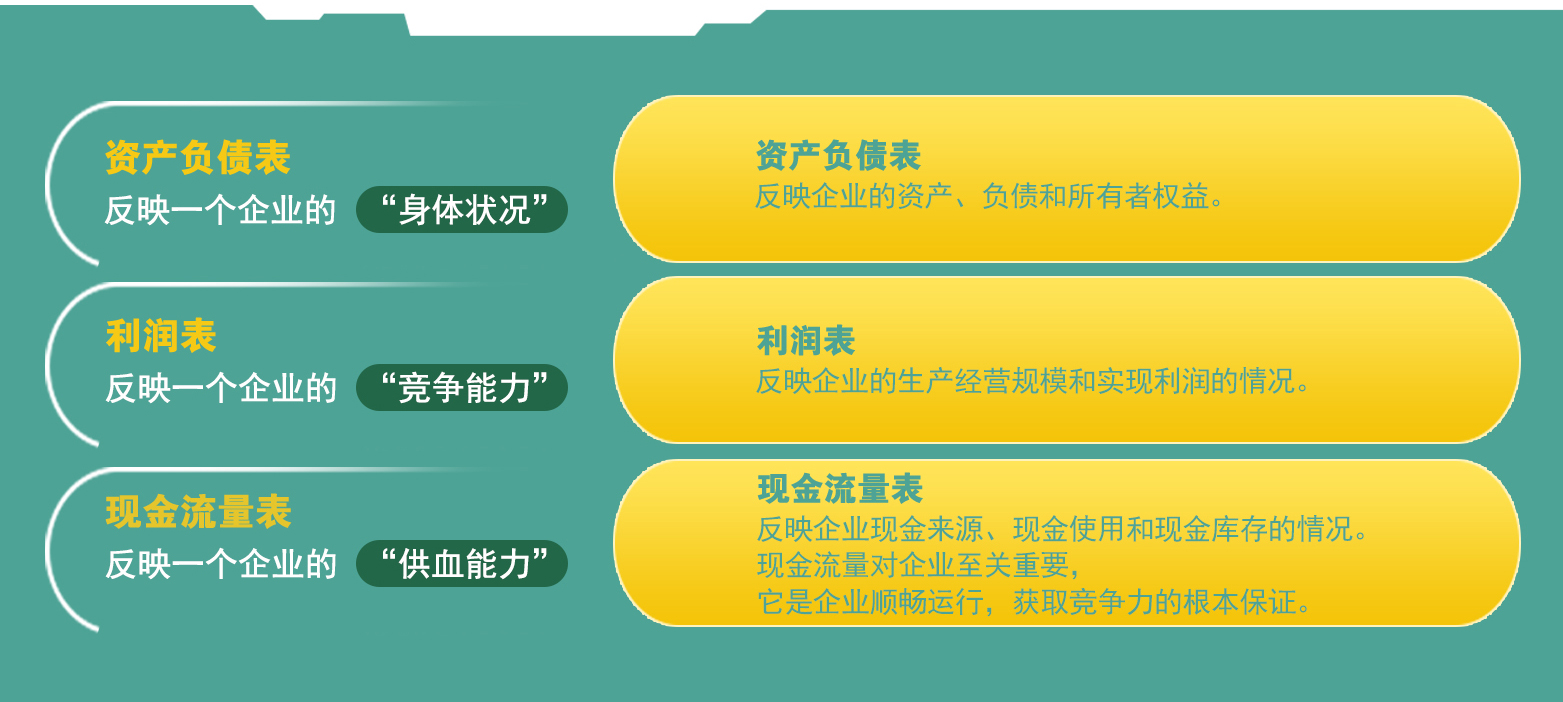 资产负债表
反映一个企业的 “身体状况”
资产负债表
反映企业的资产、负债和所有者权益。
利润表
反映一个企业的 “竞争能力”
利润表
反映企业的生产经营规模和实现利润的情况。
现金流量表
反映一个企业的 “供血能力”
现金流量表
反映企业现金来源、现金使用和现金库存的情况。
现金流量对企业至关重要，
它是企业顺畅运行，获取竞争力的根本保证。